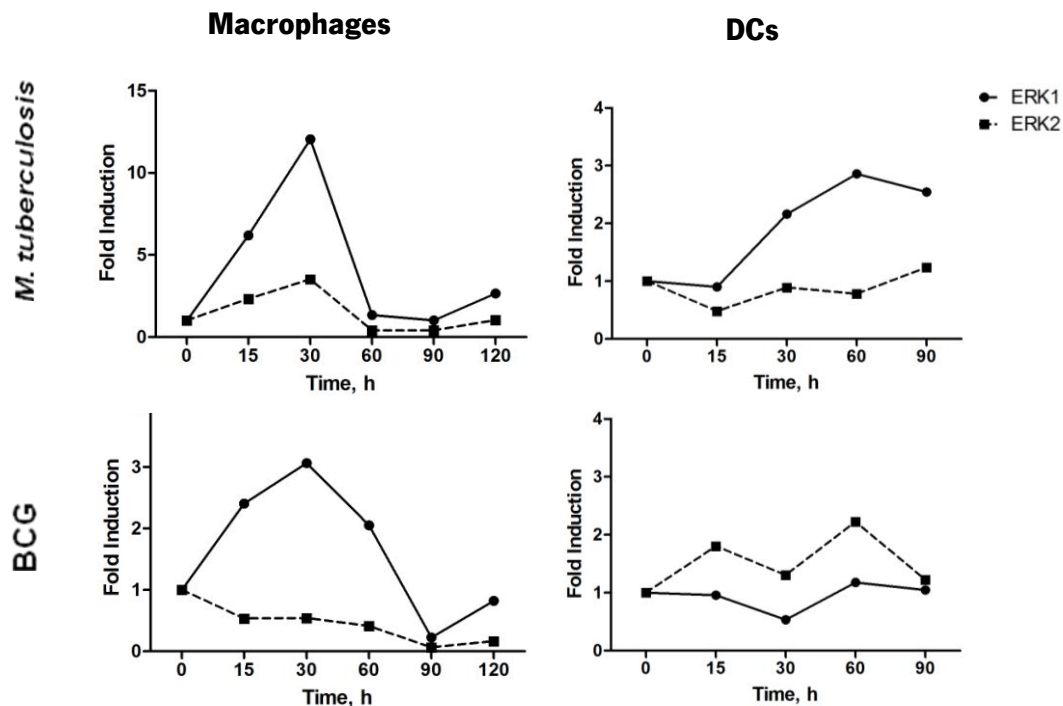 Macrophages
DCs
M. tuberculosis
Fold Induction
15
10
5
0
0 15 30 60 90 120
Time, h
Fold Induction
4
3
2
1
0
0 15 30 60 90
Time, h
ERK1
ERK2
BCG
Fold Induction
3
2
1
0
0 15 30 60 90 120
Time, h
Fold Induction
4
3
2
1
0
0 15 30 60 90
Time, h